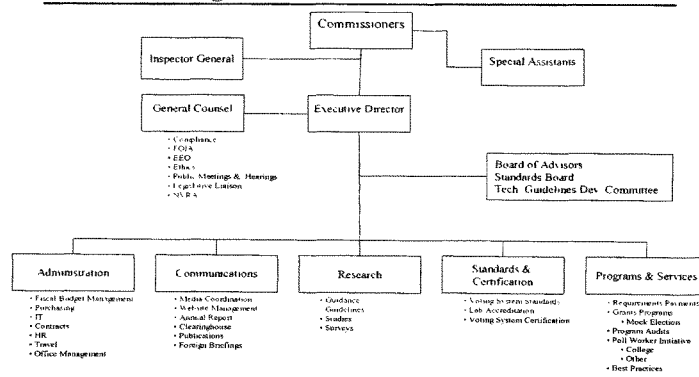 Commissioners
Inspector General
Special Assistants
General Counsel
Executive Director
• Compliance
• FOIA
• EEO
• Ethics
• Public Meetings & Hearings
• Legislative Liaison
• NVRA
Board of Advisors
Standards Board
Tech Guidelines Dev Committee
Administration
• Fiscal Budget Management
• Purchasing
• IT
• Contracts
• HR
• Travel
• Office Management
Communications
• Media Coordination
• Website Management
• Annual Report
• Clearinghouse
• Publications
• Foreign Briefings
Research
• Guidance
Guidelines
• Studies
• Surveys
Standards &
Certification
• Voting System Standards
• Lab Accreditation
• Voting System Certification
Programs & Services
• Requirements Payments
• Grants Programs
• Mock Election
• Program Audits
• Poll Worker Initiative
• College
• Other
• Best Practices